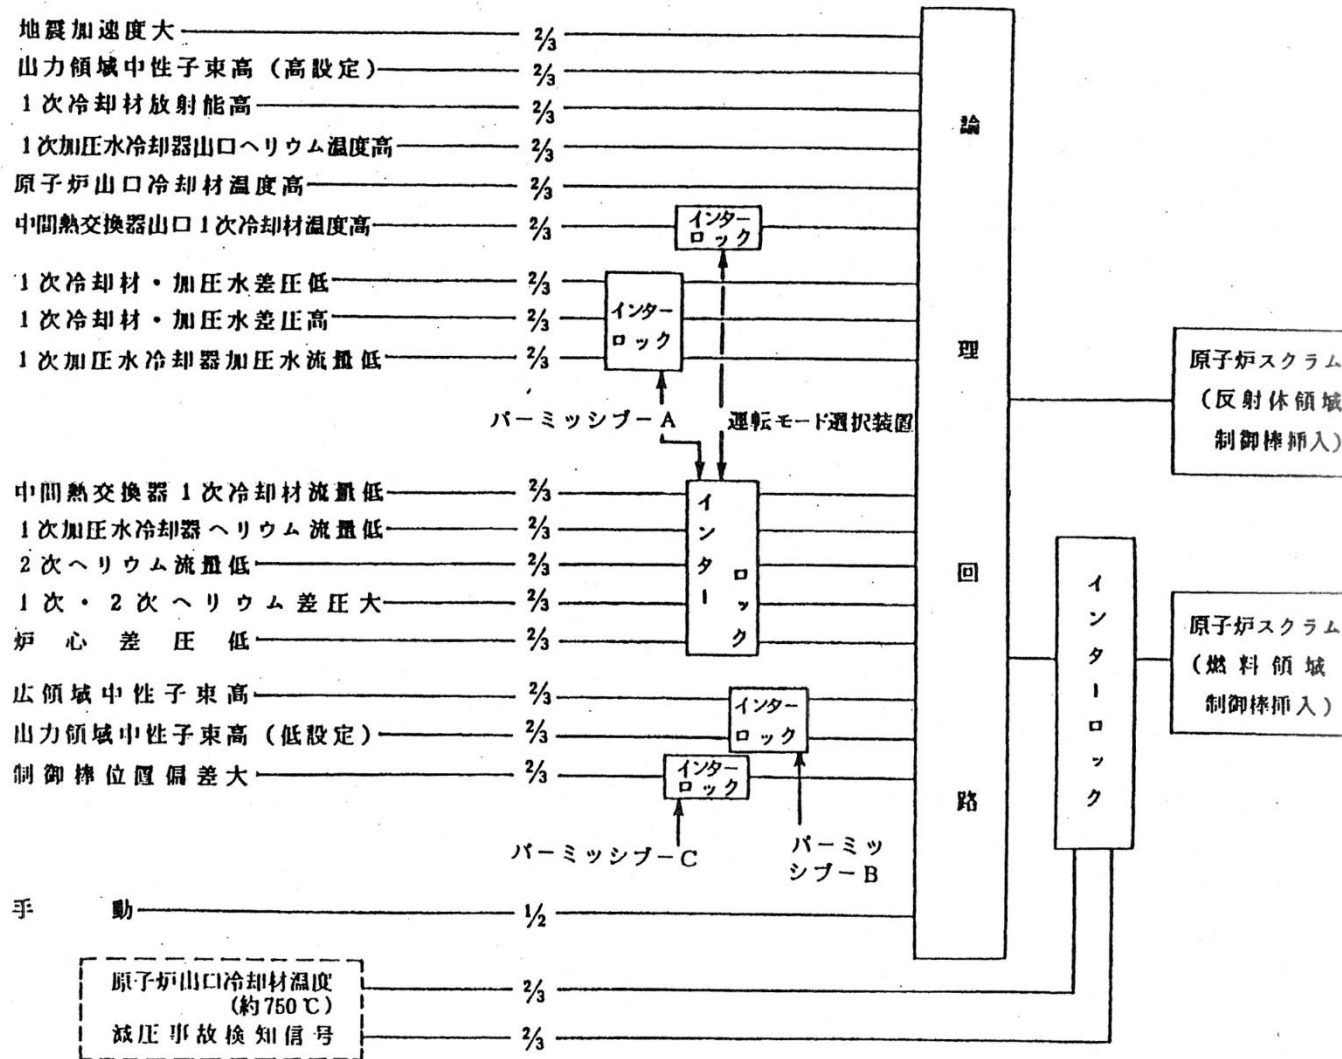 地震加速度大 2/3
出力領域中性子束高(高設定) 2/3
1次冷却材放射能高 2/3
1次加圧水冷却器出口ヘリウム温度高 2/3
原子炉出口冷却材温度高 2/3
中間熱交換器出口1次冷却材温度高 2/3
インター
ロック
1次冷却材・加圧水差圧低 2/3
1次冷却材・加圧水差圧高 2/3
1次加圧水冷却器加圧水流量低 2/3
インター
ロック
パーミッシブーA
運転モード選択装置
中間熱交換器1次冷却材流量低 2/3
1次加圧水冷却器ヘリウム流量低 2/3
2次ヘリウム流量低 2/3
1次・2次ヘリウム差圧大 2/3
炉心差圧低 2/3
インター
ロック
広領域中性子束高 2/3
出力領域中性子束高(低設定) 2/3
インター
ロック
制御棒位置偏差大 2/3
インター
ロック
パーミッシブーC
パーミッ
シブーB
手動 1/2
原子炉出口冷却材温度
(約750℃)
2/3
減圧事故検知信号 2/3
論理回路
インターロック
原子炉スクラム
(反射体領域
制御棒挿入)
原子炉スクラム
(燃料領域
制御棒挿入)